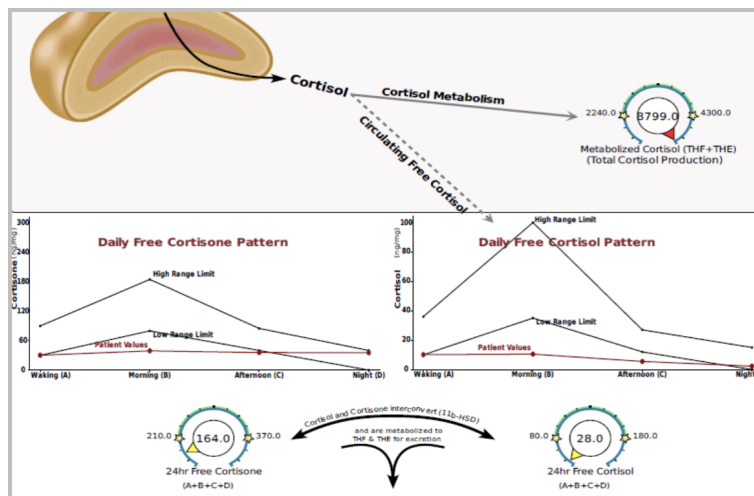 Cortisol
Cortisol Metabolism
Circulating Free Cortisol
2240.0
8799.0
4300.0
Metabolized Cortisol (THF+THE)
(Total Cortisol Production)
Daily Free Cortisone Pattern
Cortisone (ng/mg)
300
240
180
120
60
0
High Range Limit
Low Range Limit
Patient Values
Waking (A)
Morning (B)
Afternoon (C)
Night (D)
Daily Free Cortisol Pattern
Cortisol (ng/mg)
100
80
60
40
20
0
High Range Limit
Low Range Limit
Patient Values
Waking (A)
Morning (B)
Afternoon (C)
Night
Cortisol and Cortisone interconvert (11b-HSD)
and are metabolized to
THF & THE for excretion
210.0
164.0
370.0
24hr Free Cortisone
(A+B+C+D)
80.0
28.0
180.0
24hr Free Cortisol
(A+B+C+D)